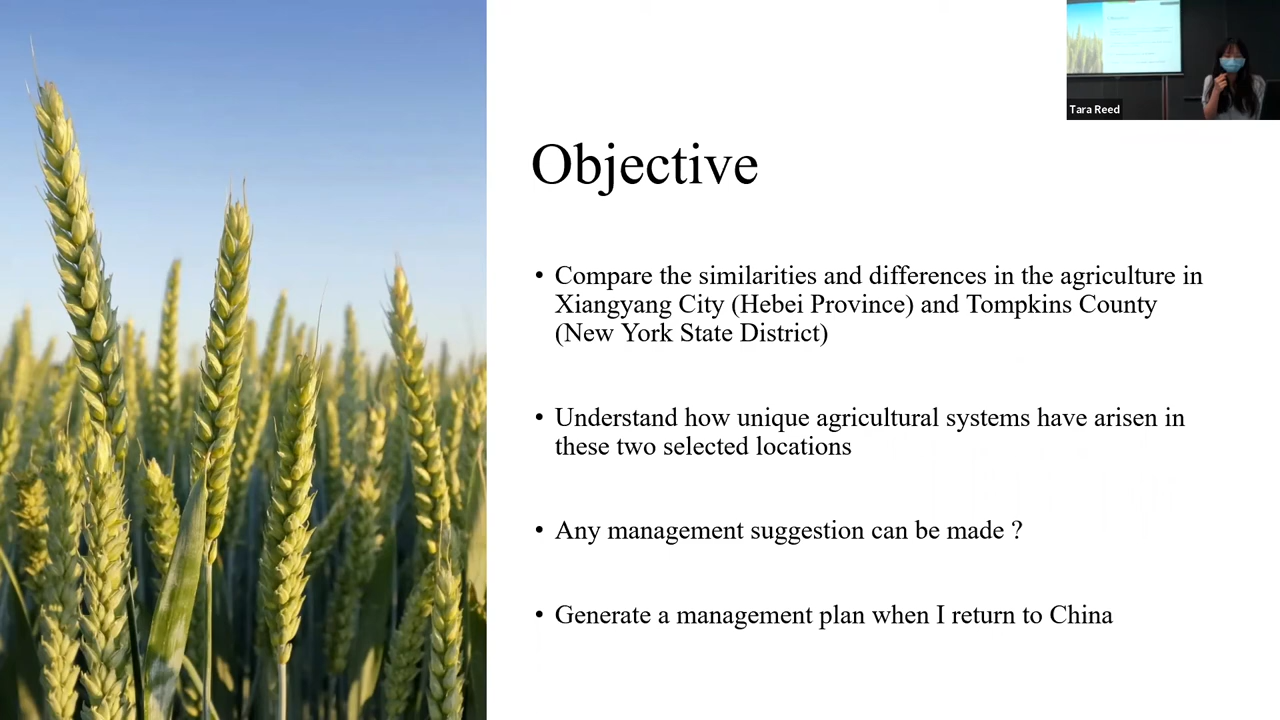 Tara Reed
Objective
• Compare the similarities and differences in the agriculture in
Xiangyang City (Hebei Province) and Tompkins County
(New York State District)
• Understand how unique agricultural systems have arisen in
these two selected locations
• Any management suggestion can be made ?
• Generate a management plan when I return to China